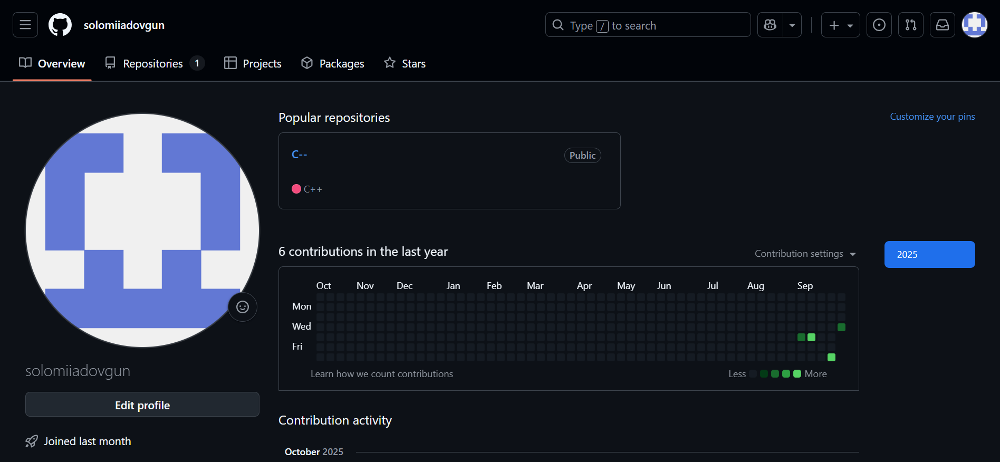 solomiiadovgun
Type / to search
Overview
Repositories 1
Projects
Packages
Stars
Popular repositories
Customize your pins
C--
Public
C++
6 contributions in the last year
Contribution settings
2025
Oct Nov Dec Jan Feb Mar Apr May Jun Jul Aug Sep
Mon
Wed
Fri
Learn how we count contributions
Less More
solomiiadovgun
Edit profile
Joined last month
Contribution activity
October 2025